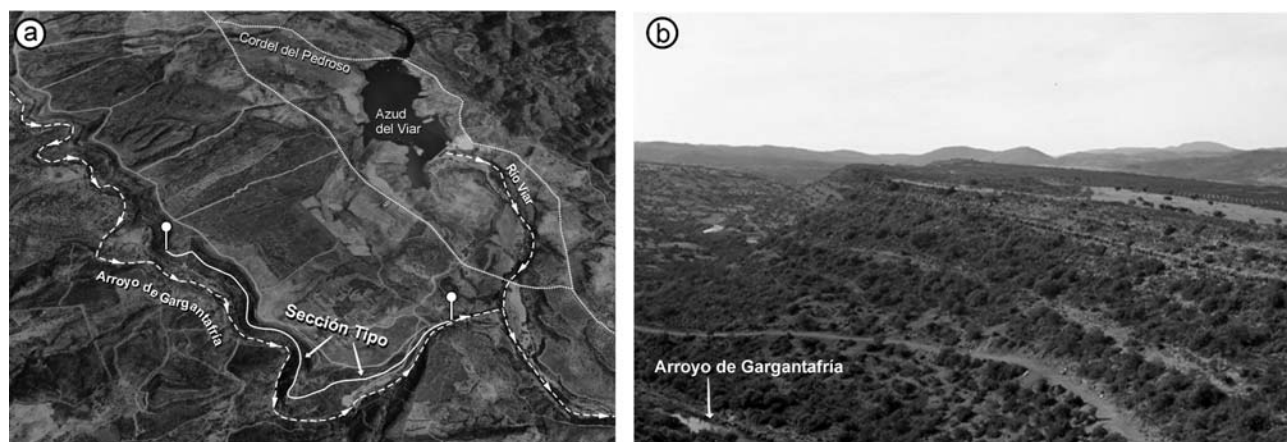 a
Cordel del Pedroso
Azud
del Viar
Río Viar
Arroyo de Gargantafría
Sección Tipo
b
Arroyo de Gargantafría